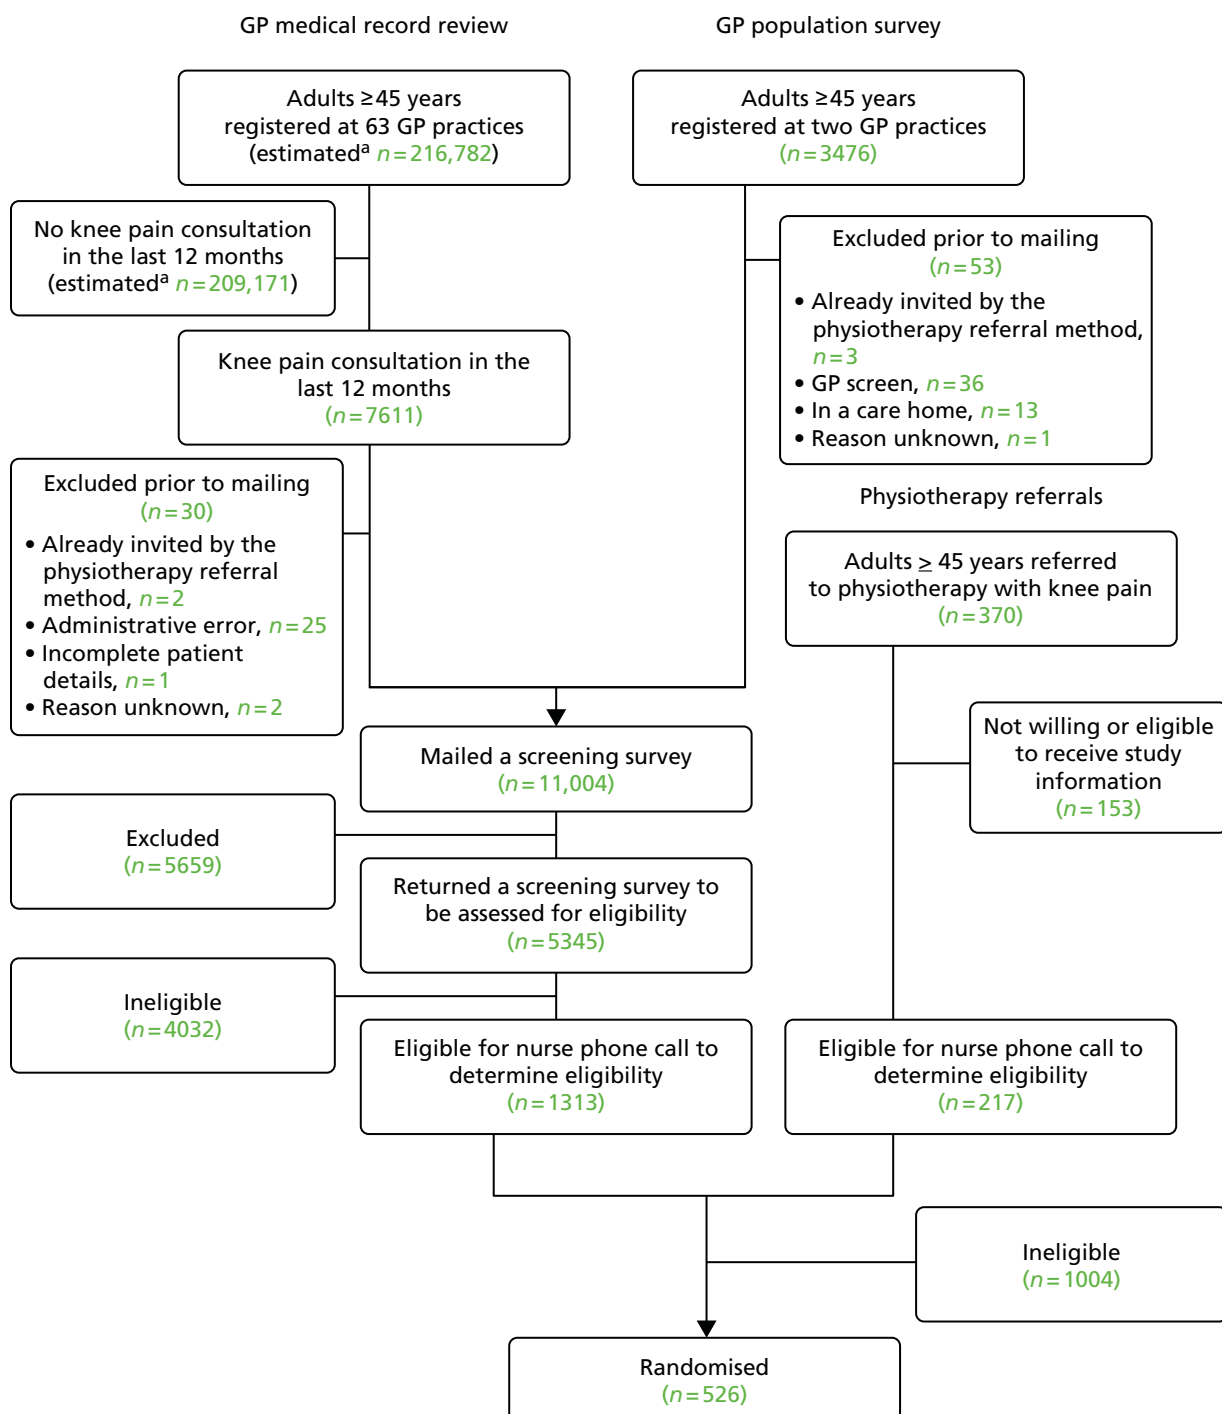 GP medical record review
GP population survey
Adults ≥45 years
registered at 63 GP practices
(estimatedᵃ n=216,782)
Adults ≥45 years
registered at two GP practices
(n=3476)
No knee pain consultation
in the last 12 months
(estimatedᵃ n=209,171)
Excluded prior to mailing
(n=53)
• Already invited by the
physiotherapy referral method,
n=3
• GP screen, n=36
• In a care home, n=13
• Reason unknown, n=1
Knee pain consultation in the
last 12 months
(n=7611)
Excluded prior to mailing
(n=30)
• Already invited by the
physiotherapy referral
method, n=2
• Administrative error, n=25
• Incomplete patient
details, n=1
• Reason unknown, n=2
Physiotherapy referrals
Adults ≥ 45 years referred
to physiotherapy with knee pain
(n=370)
Not willing or eligible
to receive study
information
(n=153)
Mailed a screening survey
(n=11,004)
Excluded
(n=5659)
Returned a screening survey to
be assessed for eligibility
(n=5345)
Ineligible
(n=4032)
Eligible for nurse phone call to
determine eligibility
(n=1313)
Eligible for nurse phone call to
determine eligibility
(n=217)
Ineligible
(n=1004)
Randomised
(n=526)